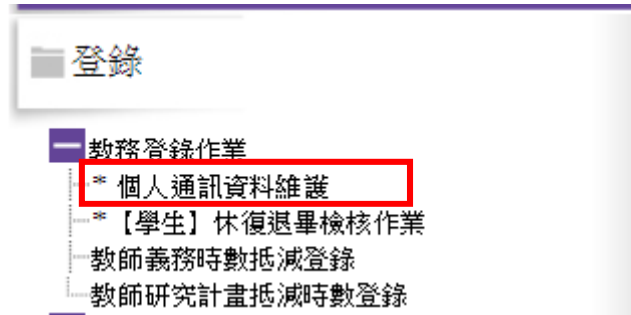 登錄
教務登錄作業
* 個人通訊資料維護
* 【學生】休復退畢檢核作業
教師義務時數抵減登錄
教師研究計畫抵減時數登錄